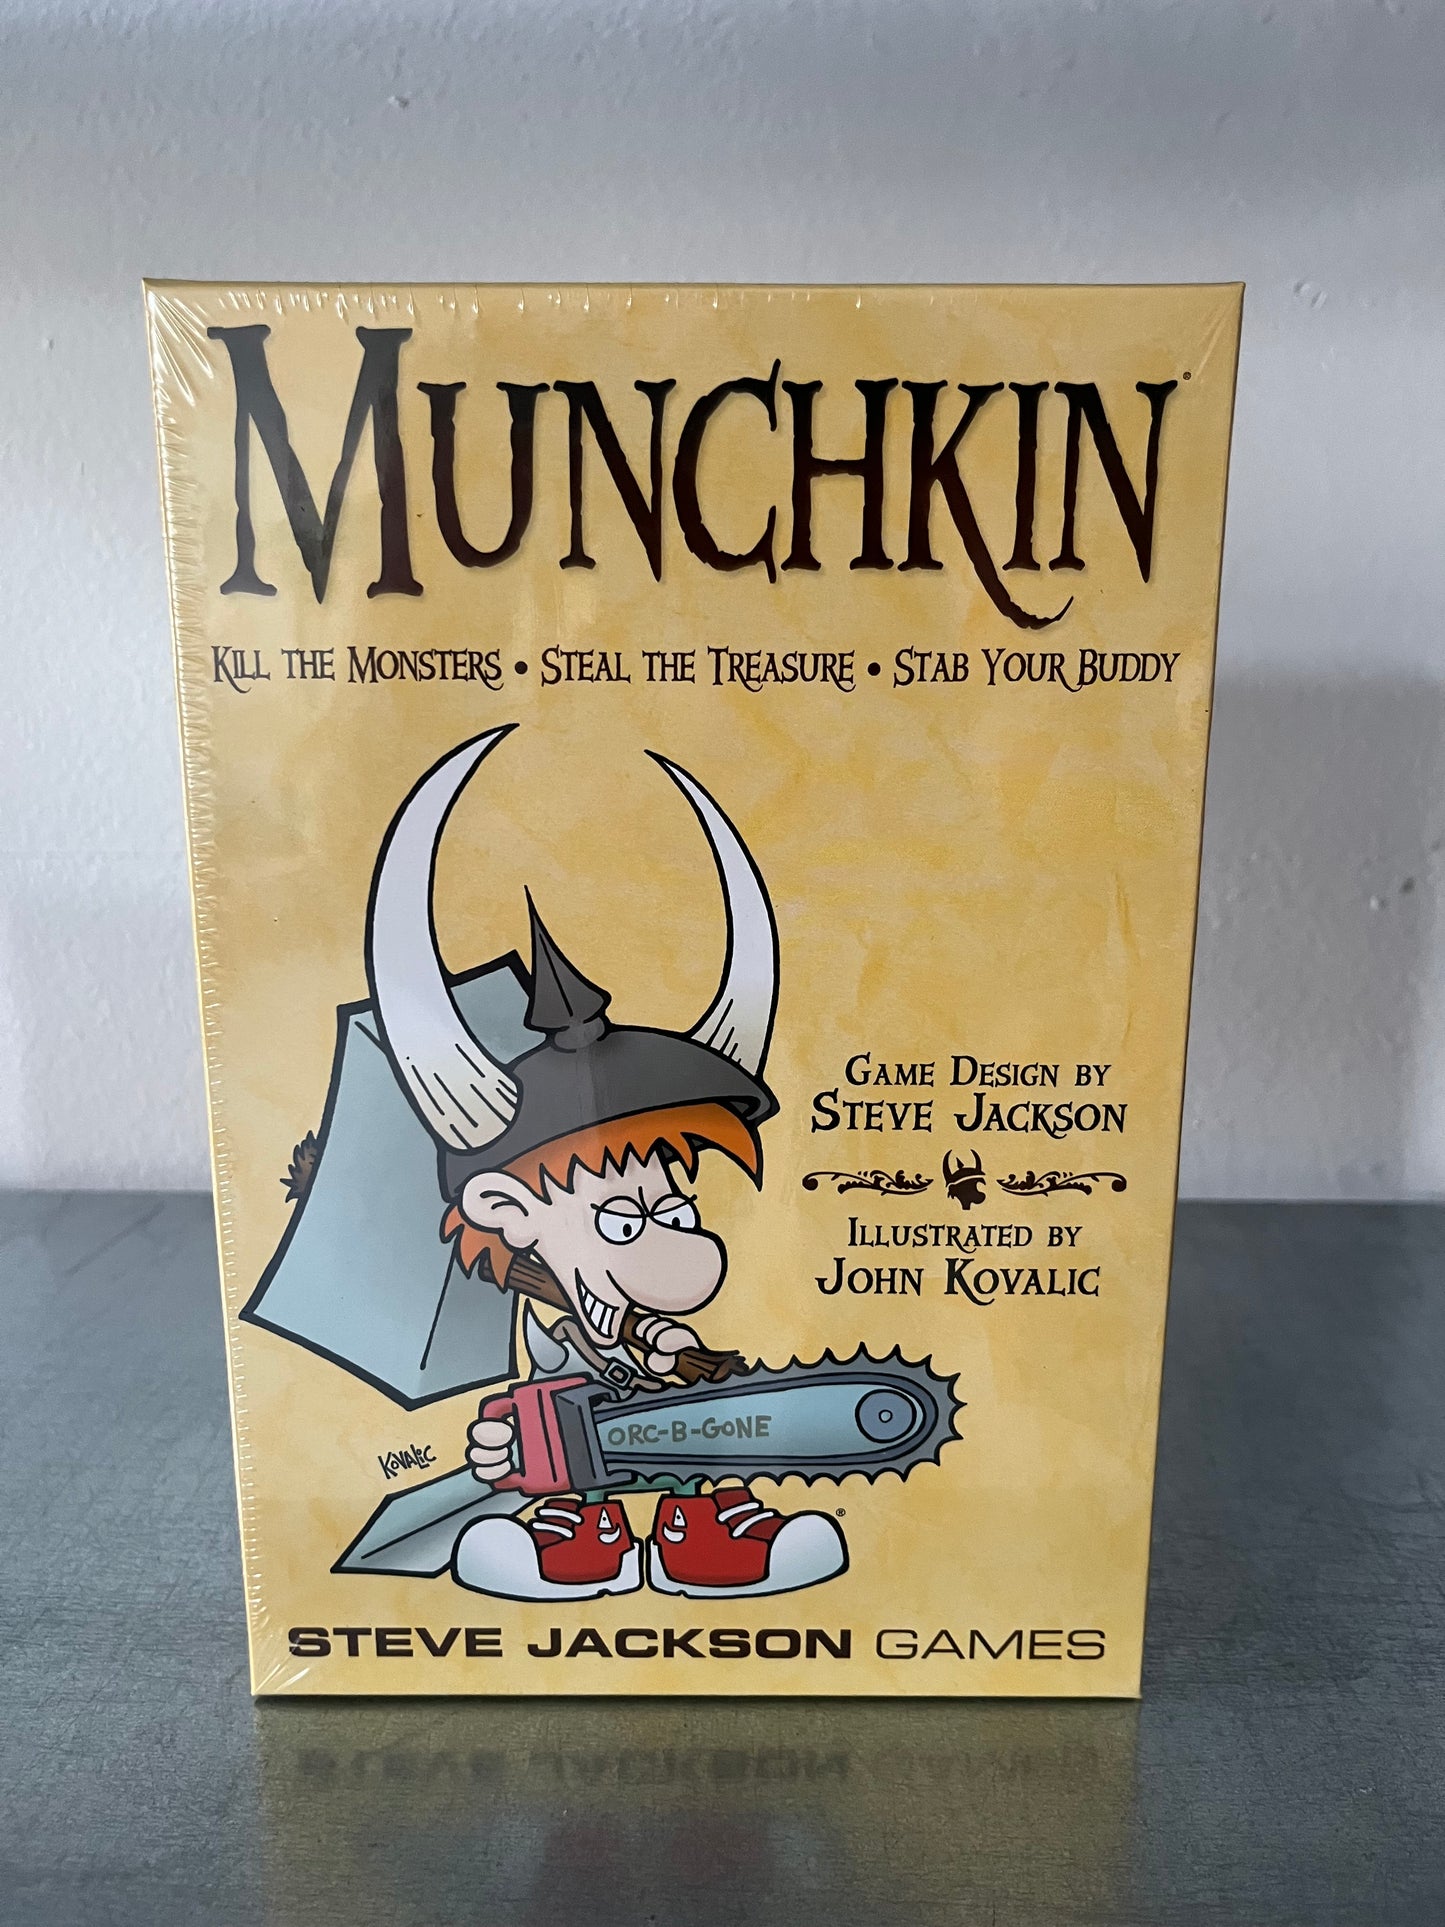 MUNCHKIN®
KILL THE MONSTERS • STEAL THE TREASURE • STAB YOUR BUDDY
GAME DESIGN BY
STEVE JACKSON
ILLUSTRATED BY
JOHN KOVALIC
ORC-B-GONE
KOVALIC
®
STEVE JACKSON GAMES